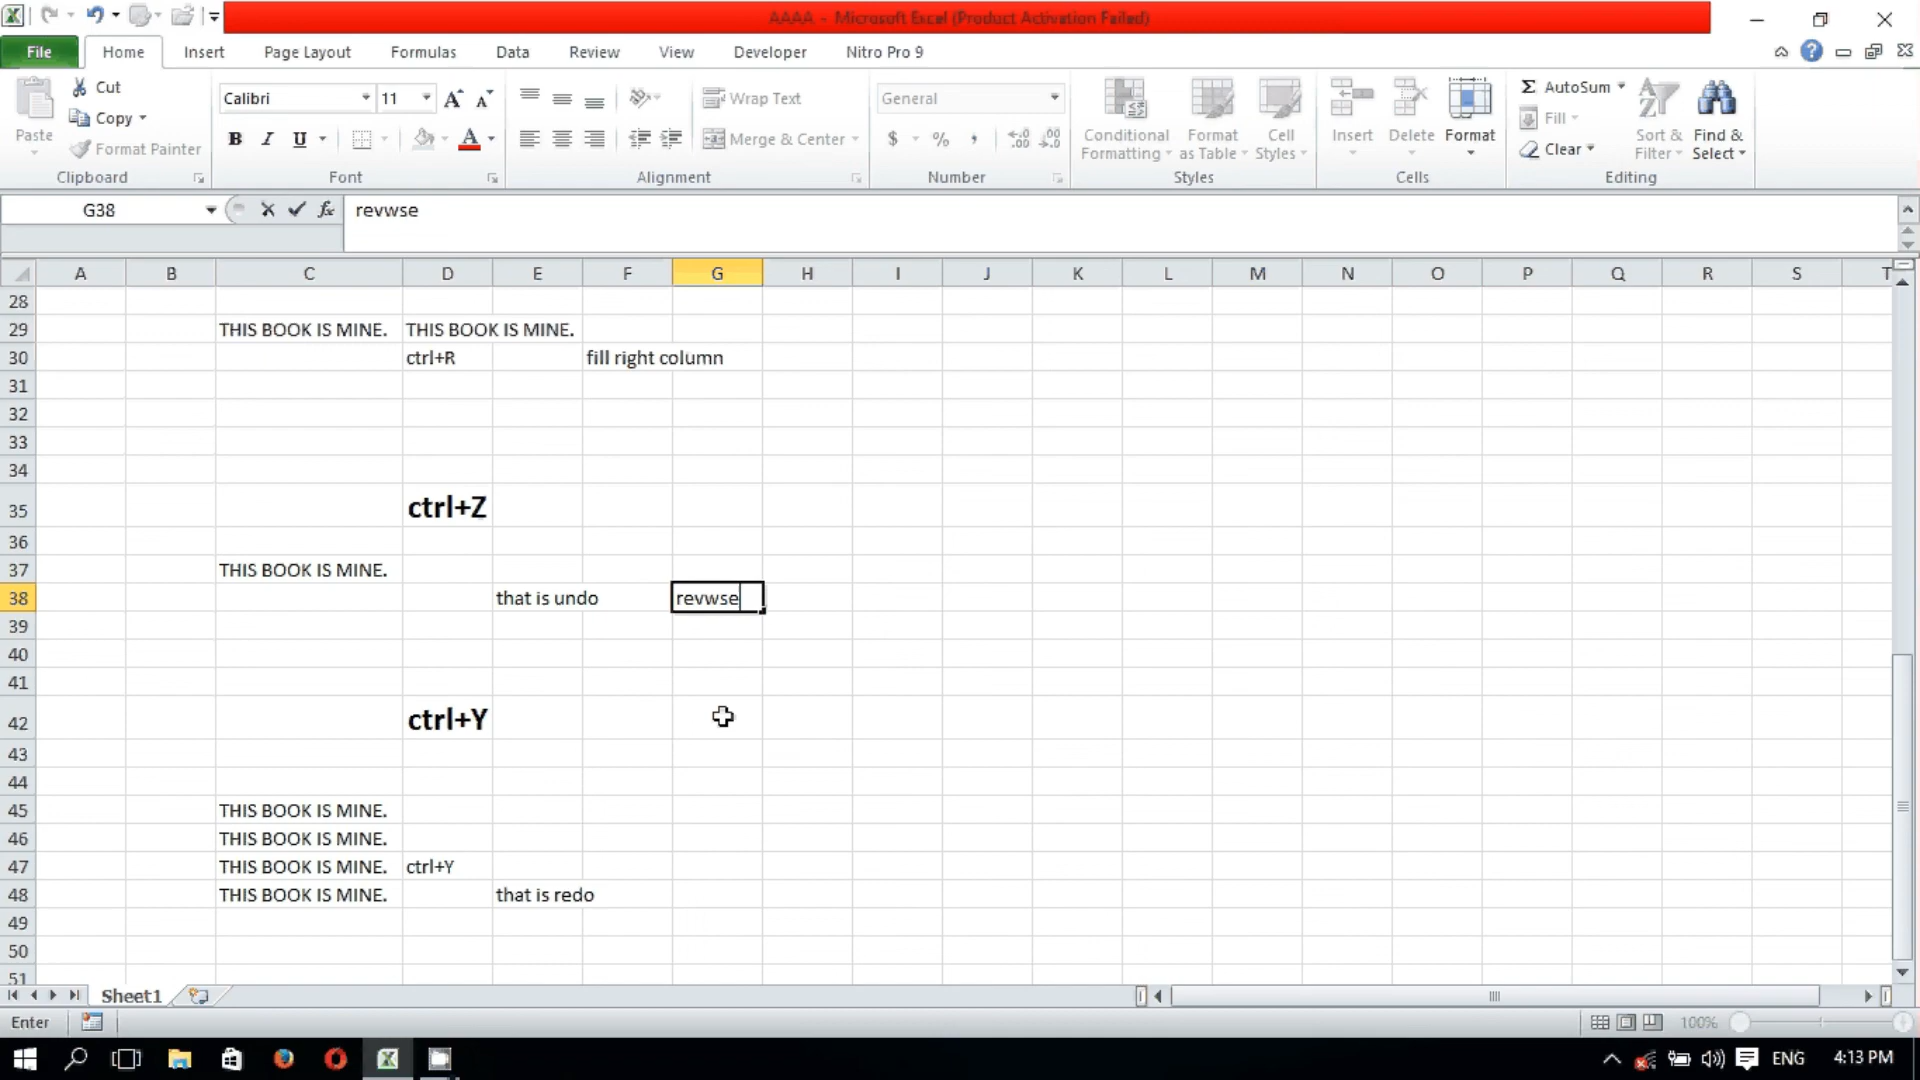 AAAA - Microsoft Excel (Product Activation Failed)
File Home Insert Page Layout Formulas Data Review View Developer Nitro Pro 9
Paste Cut
Copy
Format Painter
Clipboard
Calibri 11
B I U A
Font
Wrap Text
Merge & Center
Alignment
General
$ % ,
Number
Conditional Formatting
Format as Table
Cell Styles
Styles
Insert Delete Format
Cells
Σ AutoSum
Fill
Clear
Sort & Filter
Find & Select
Editing
G38 fx revwse
A B C D E F G H I J K L M N O P Q R S T
28
29 THIS BOOK IS MINE. THIS BOOK IS MINE.
30 ctrl+R fill right column
31
32
33
34
35 ctrl+Z
36
37 THIS BOOK IS MINE.
38 that is undo revwse
39
40
41
42 ctrl+Y
43
44
45 THIS BOOK IS MINE.
46 THIS BOOK IS MINE.
47 THIS BOOK IS MINE. ctrl+Y
48 THIS BOOK IS MINE. that is redo
49
50
51
Sheet1
Enter 100%
ENG 4:13 PM